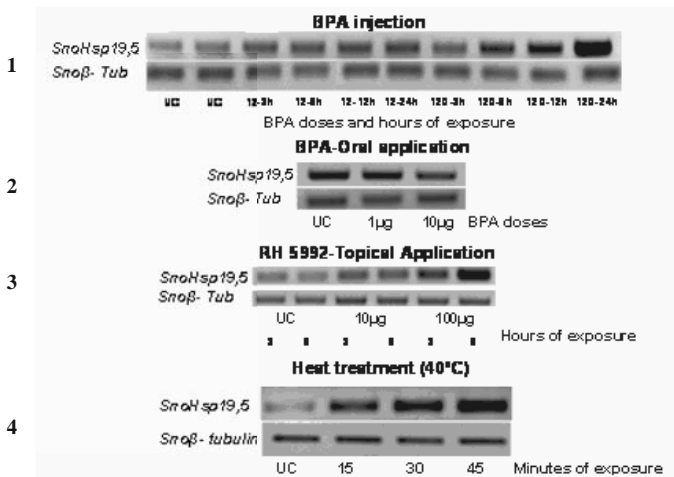 BPA injection
1
SnoHsp19,5
Snoβ- Tub
UC UC 12-3h 12-6h 12-12h 12-24h 120-3h 120-6h 120-12h 120-24h
BPA doses and hours of exposure
BPA-Oral application
2
SnoHsp19,5
Snoβ- Tub
UC 1µg 10µg BPA doses
RH 5992-Topical Application
3
SnoHsp19,5
Snoβ- Tub
UC 10µg 100µg
Hours of exposure
Heat treatment (40°C)
4
SnoHsp19,5
Snoβ- tubulin
UC 15 30 45 Minutes of exposure